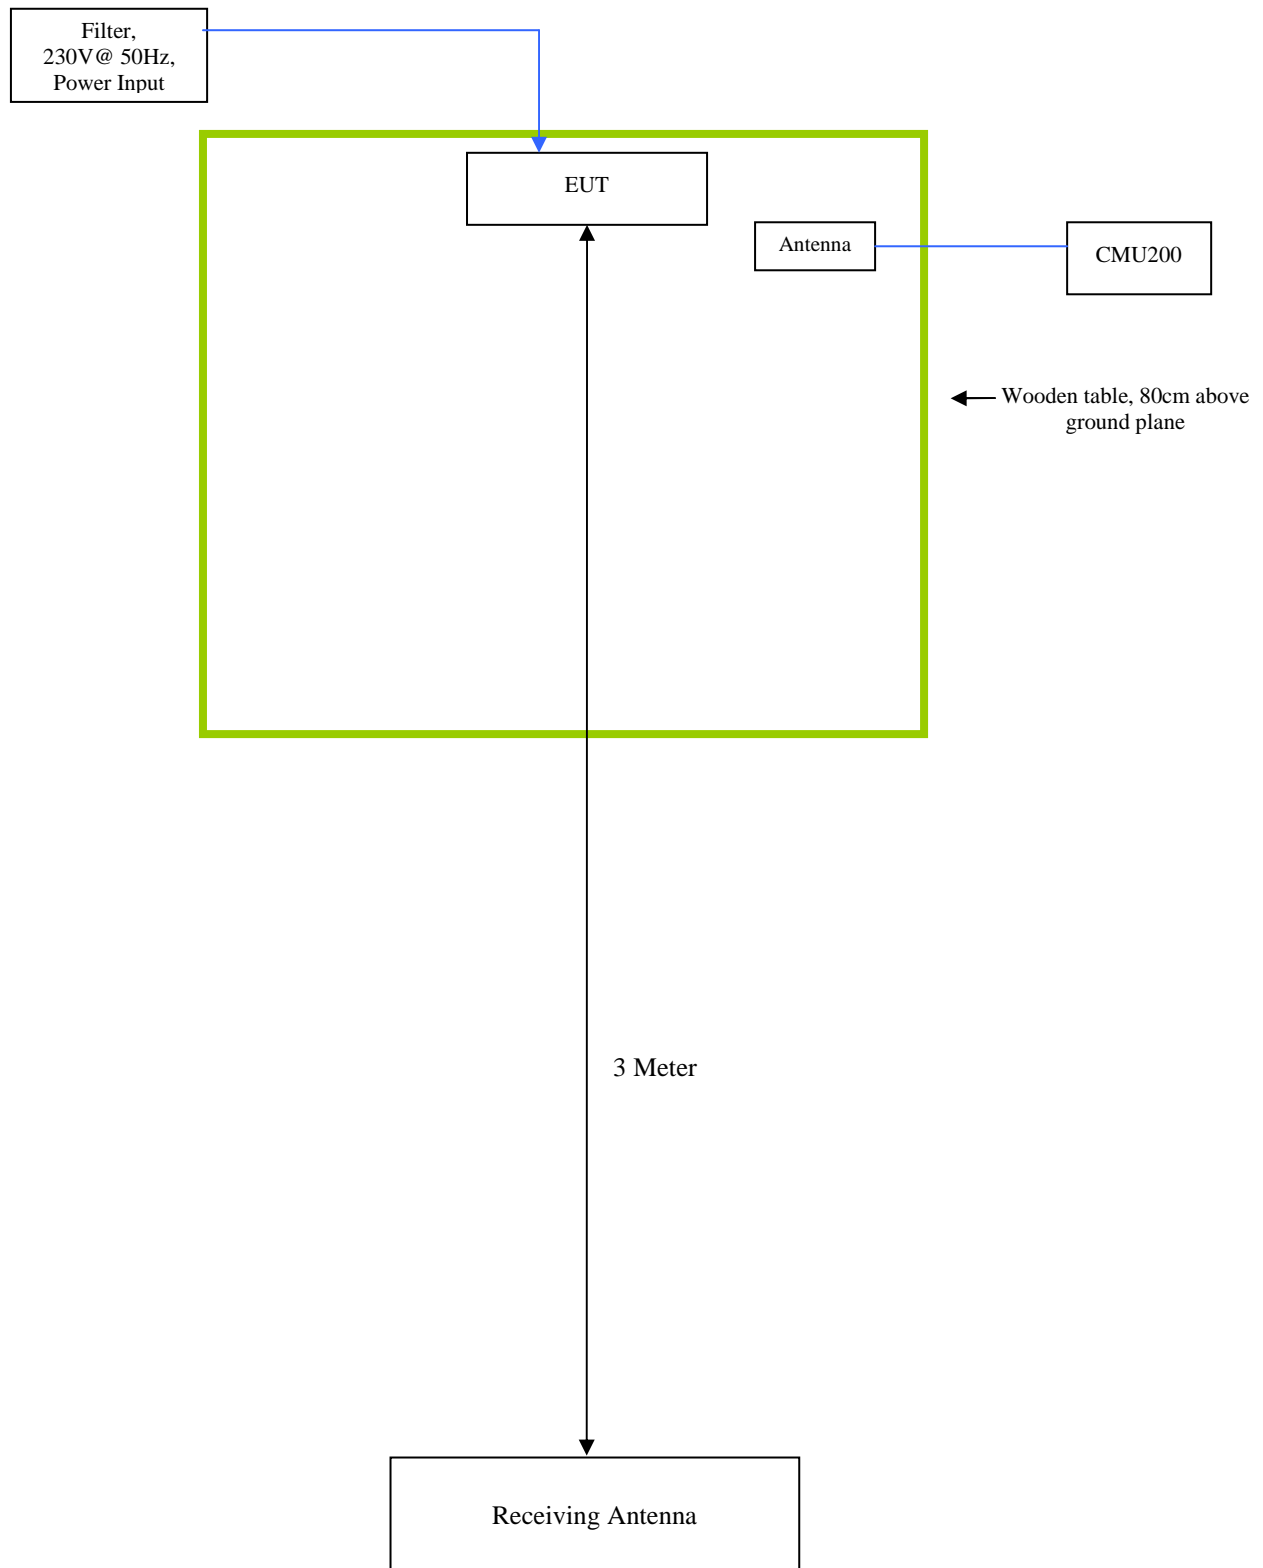 Filter,
230V@ 50Hz,
Power Input
EUT
Antenna
CMU200
Wooden table, 80cm above
ground plane
3 Meter
Receiving Antenna